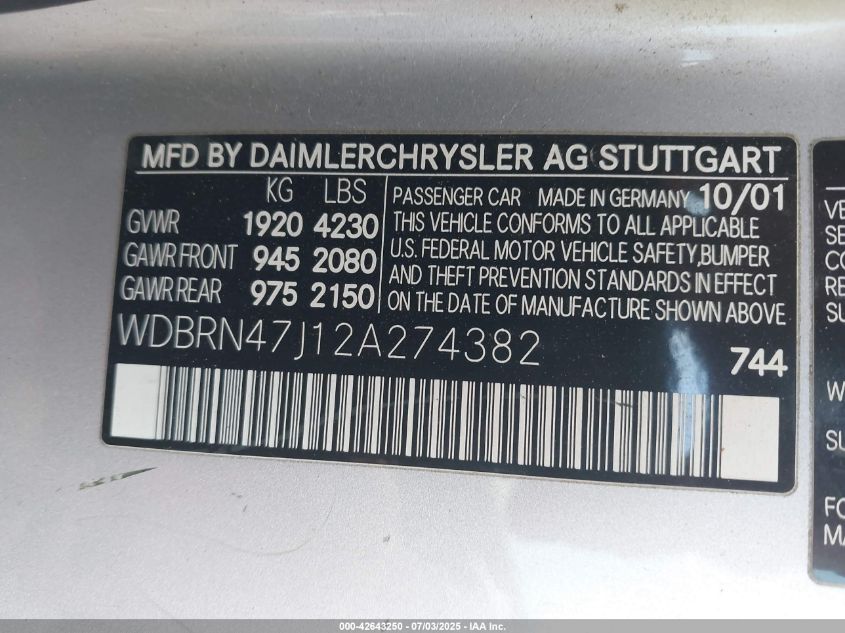 MFD BY DAIMLERCHRYSLER AG STUTTGART
KG LBS
GVWR 1920 4230
GAWR FRONT 945 2080
GAWR REAR 975 2150
PASSENGER CAR MADE IN GERMANY 10/01
THIS VEHICLE CONFORMS TO ALL APPLICABLE
U.S. FEDERAL MOTOR VEHICLE SAFETY,BUMPER
AND THEFT PREVENTION STANDARDS IN EFFECT
ON THE DATE OF MANUFACTURE SHOWN ABOVE
WDBRN47J12A274382
744
000-42643250 - 07/03/2025 - IAA Inc.